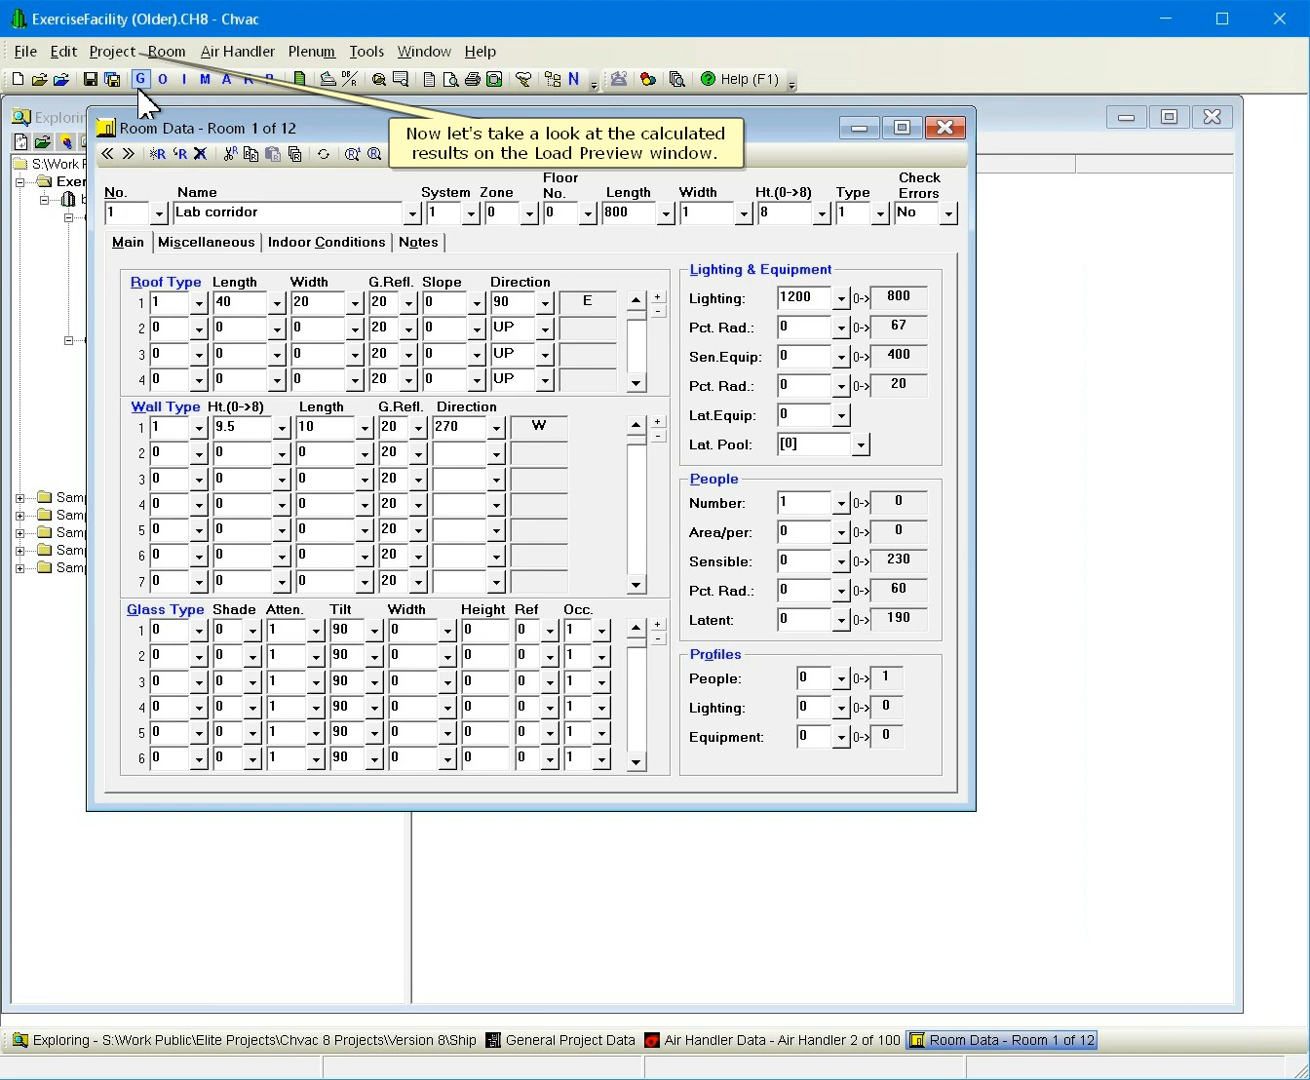 ExerciseFacility (Older).CH8 - Chvac
File Edit Project Room Air Handler Plenum Tools Window Help
G O I M A Help (F1)
Now let's take a look at the calculated
results on the Load Preview window.
Room Data - Room 1 of 12
S:\Work P
Exer
No. Name System Zone Floor No. Length Width Ht.(0->8) Type Check Errors
1 Lab corridor 1 0 0 800 1 8 1 No
Main Miscellaneous Indoor Conditions Notes
Roof Type Length Width G.Refl. Slope Direction
1 1 40 20 20 0 90 E
2 0 0 0 20 0 UP
3 0 0 0 20 0 UP
4 0 0 0 20 0 UP
Wall Type Ht.(0->8) Length G.Refl. Direction
1 1 9.5 10 20 270 W
2 0 0 0 20
3 0 0 0 20
4 0 0 0 20
5 0 0 0 20
6 0 0 0 20
7 0 0 0 20
Glass Type Shade Atten. Tilt Width Height Ref Occ.
1 0 0 1 90 0 0 0 1
2 0 0 1 90 0 0 0 1
3 0 0 1 90 0 0 0 1
4 0 0 1 90 0 0 0 1
5 0 0 1 90 0 0 0 1
6 0 0 1 90 0 0 0 1
Lighting & Equipment
Lighting: 1200 0-> 800
Pct. Rad.: 0 0-> 67
Sen.Equip: 0 0-> 400
Pct. Rad.: 0 0-> 20
Lat.Equip: 0
Lat. Pool: [0]
People
Number: 1 0-> 0
Area/per: 0 0-> 0
Sensible: 0 0-> 230
Pct. Rad.: 0 0-> 60
Latent: 0 0-> 190
Profiles
People: 0 0-> 1
Lighting: 0 0-> 0
Equipment: 0 0-> 0
Samp
Samp
Samp
Samp
Samp
Exploring - S:\Work Public\Elite Projects\Chvac 8 Projects\Version 8\Ship General Project Data Air Handler Data - Air Handler 2 of 100 Room Data - Room 1 of 12